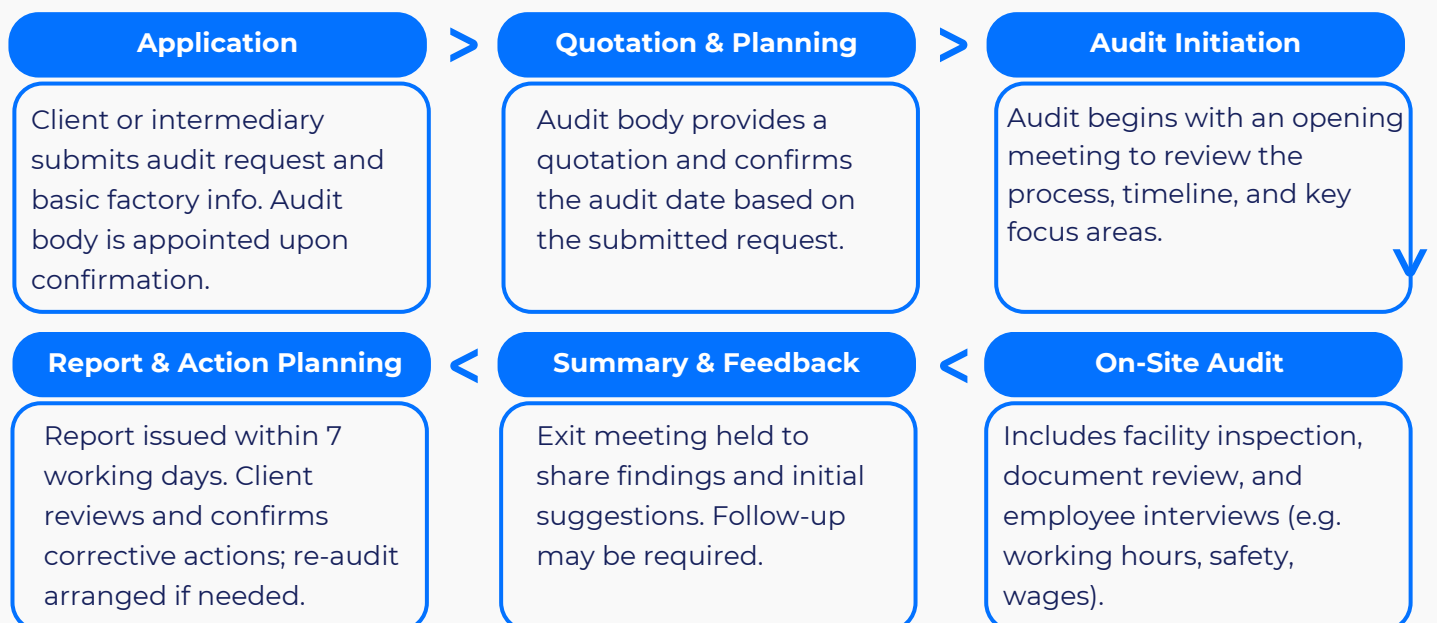 Application
>
Quotation & Planning
>
Audit Initiation
Client or intermediary
submits audit request and
basic factory info. Audit
body is appointed upon
confirmation.
Audit body provides a
quotation and confirms
the audit date based on
the submitted request.
Audit begins with an opening
meeting to review the
process, timeline, and key
focus areas.
>
On-Site Audit
<
Summary & Feedback
<
Report & Action Planning
Includes facility inspection,
document review, and
employee interviews (e.g.
working hours, safety,
wages).
Exit meeting held to
share findings and initial
suggestions. Follow-up
may be required.
Report issued within 7
working days. Client
reviews and confirms
corrective actions; re-audit
arranged if needed.